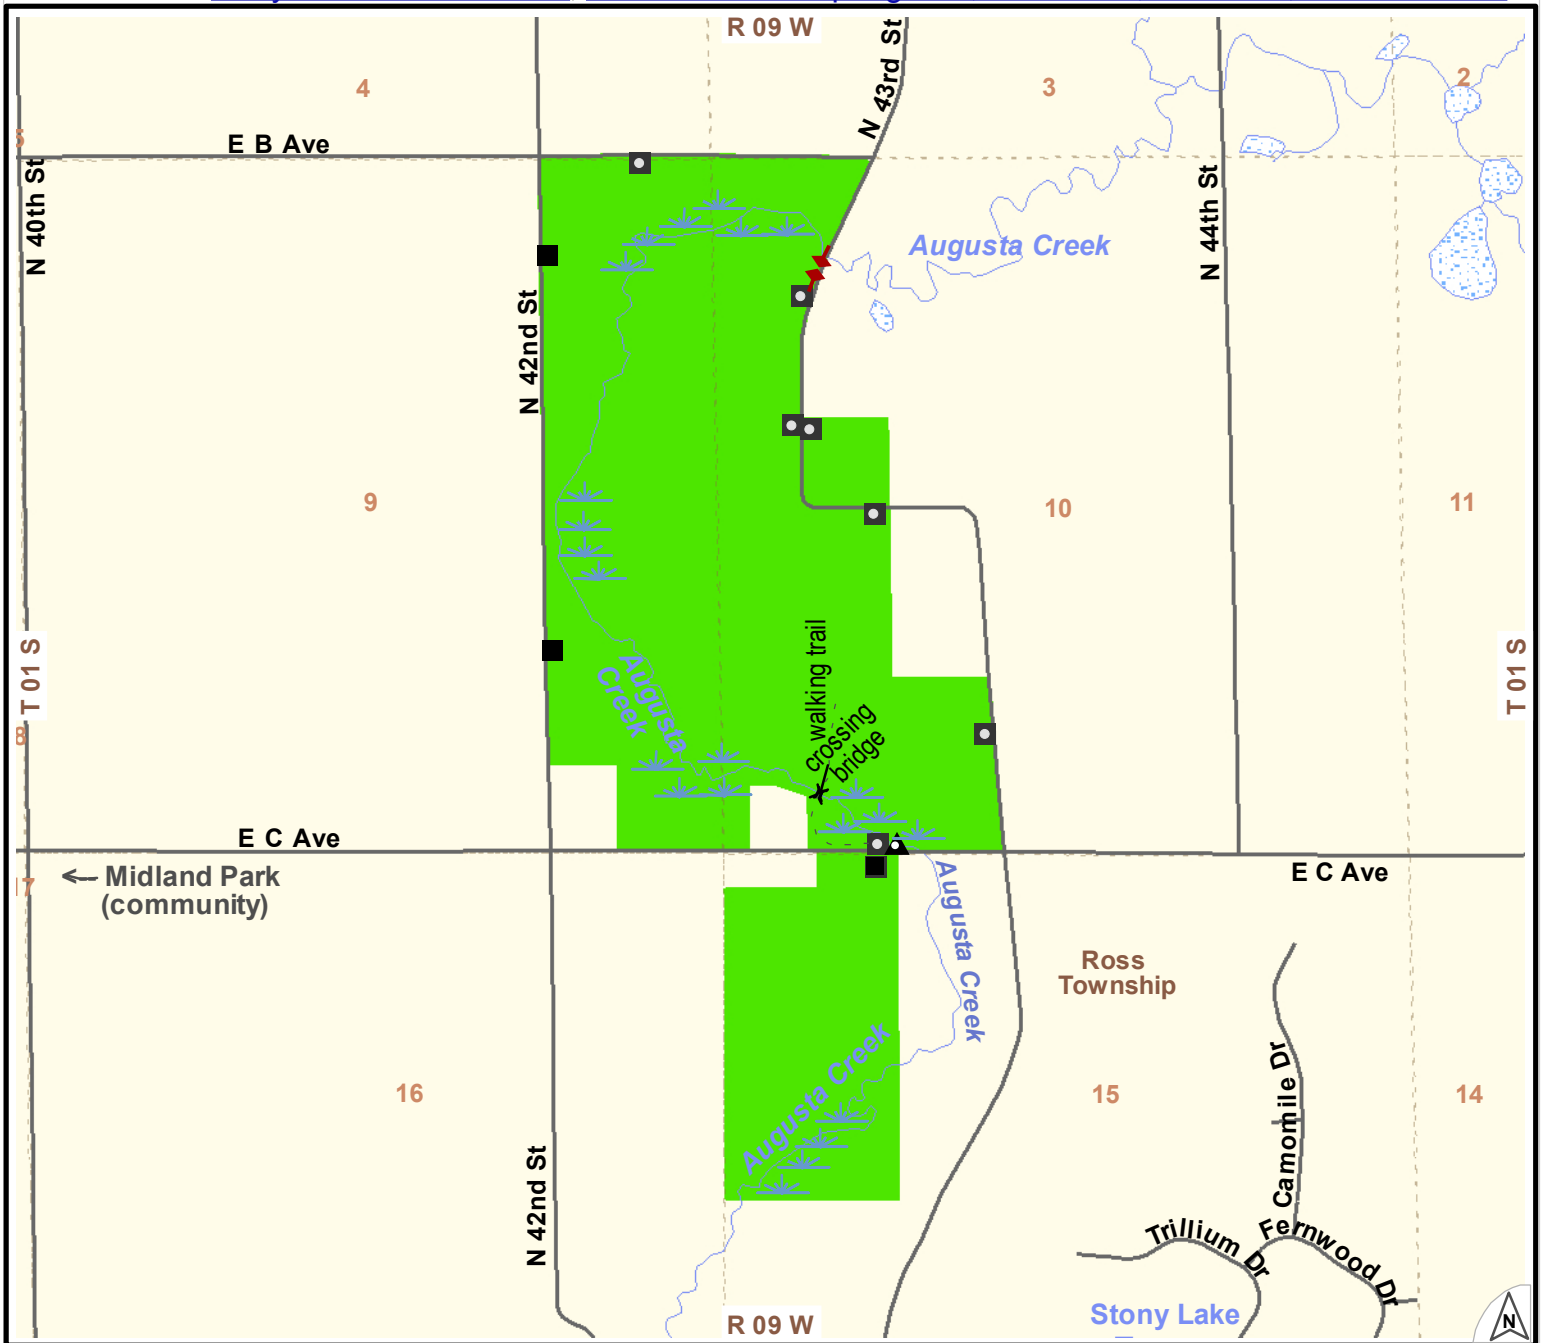 R 09 W
N 43rd St
4
3
2
5
E B Ave
N 40th St
N 44th St
Augusta Creek
N 42nd St
9
10
11
walking trail
T 01 S
T 01 S
Augusta
Creek
crossing
bridge
8
E C Ave
E C Ave
Midland Park
(community)
17
Augusta Creek
Ross
Township
Augusta Creek
16
15
14
Camomile Dr
N 42nd St
Trillium Dr
Fernwood Dr
Stony Lake
R 09 W
N